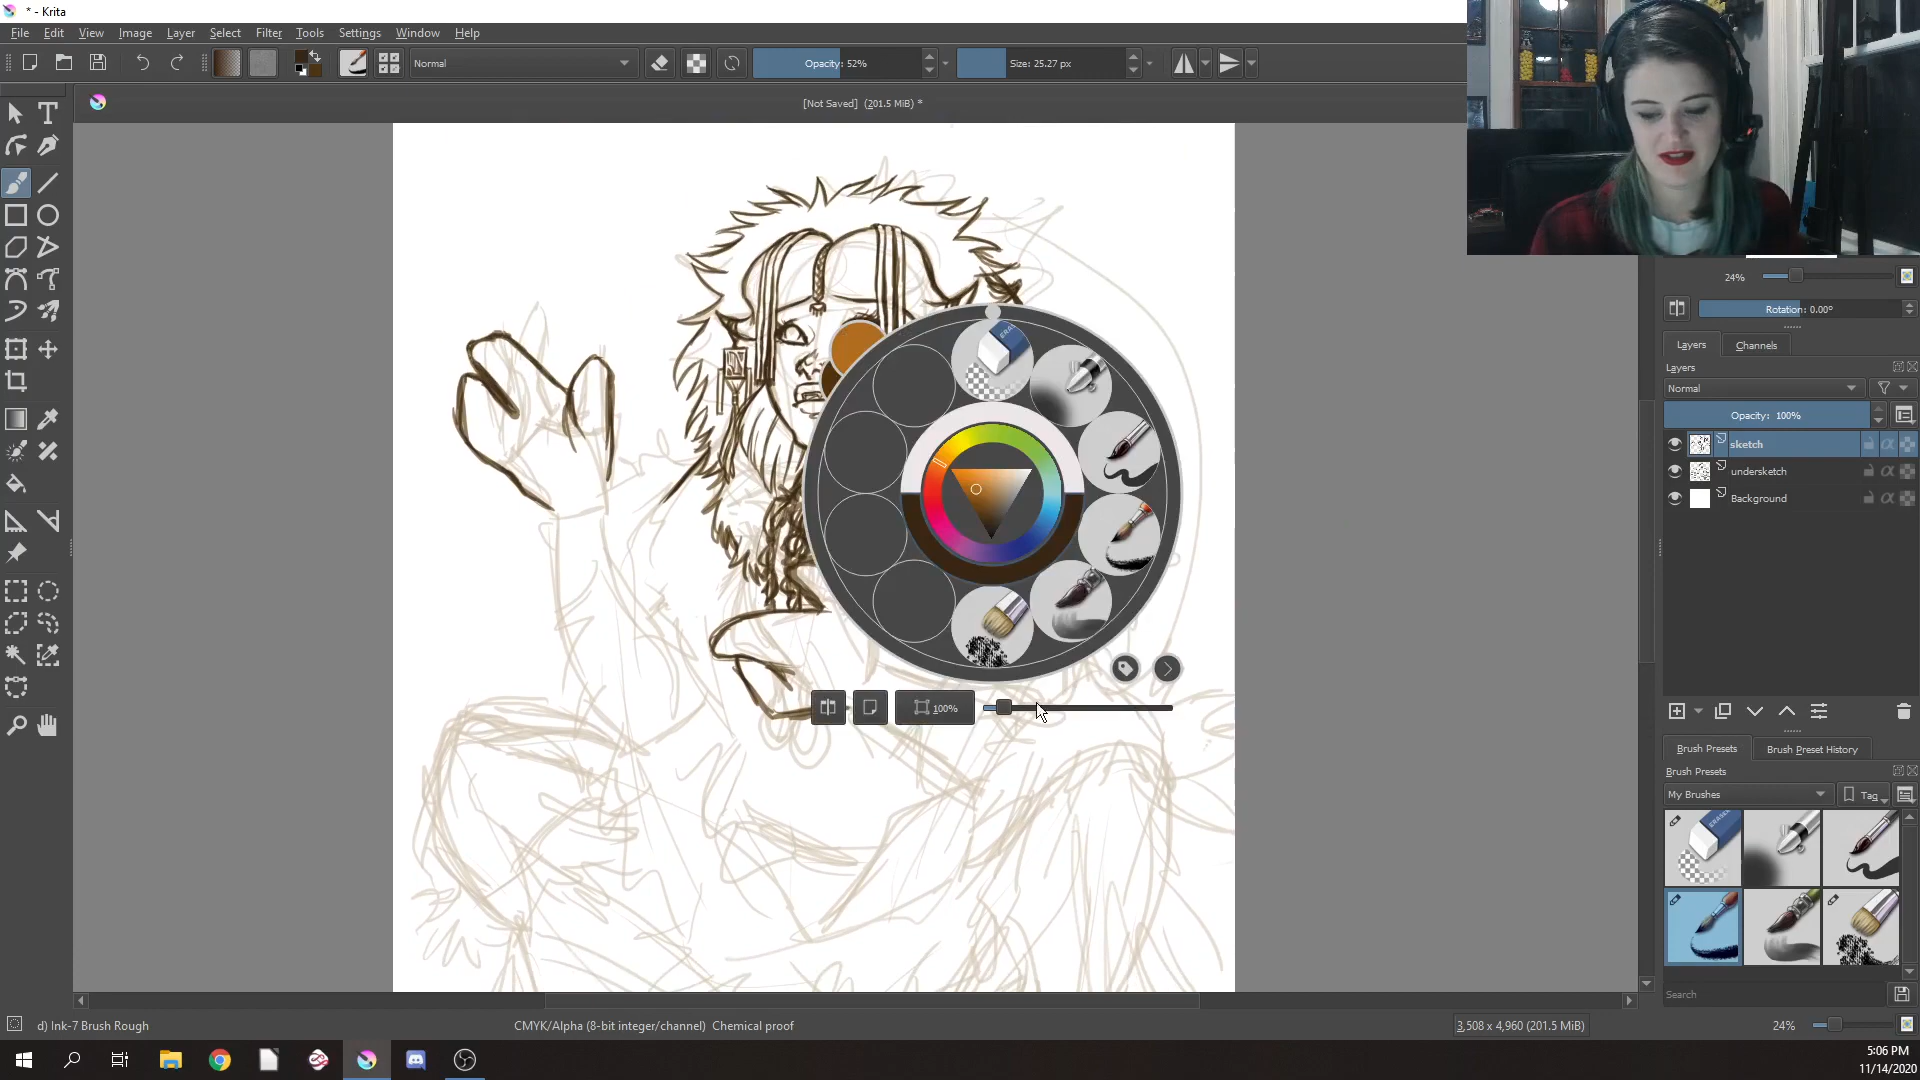 * - Krita
File Edit View Image Layer Select Filter Tools Settings Window Help
Normal
Opacity: 52%
Size: 25.27 px
[Not Saved] (201.5 MiB) *
24%
Rotation: 0.00°
Layers Channels
Layers
Normal
Opacity: 100%
sketch
undersketch
Background
100%
Brush Presets Brush Preset History
Brush Presets
My Brushes
Tag
Search
d) Ink-7 Brush Rough
CMYK/Alpha (8-bit integer/channel) Chemical proof
3,508 x 4,960 (201.5 MiB)
24%
5:06 PM
11/14/2020